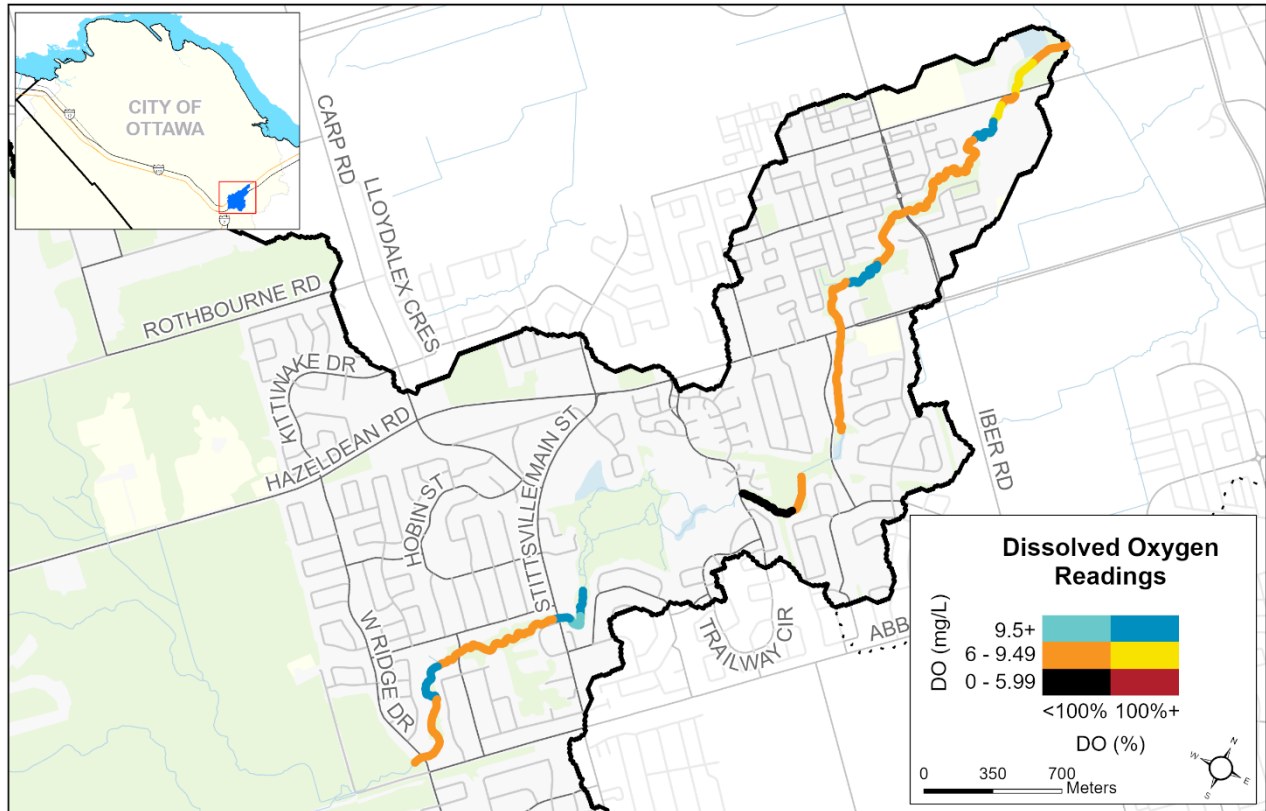 CITY OF
OTTAWA
CARP RD
LLOYDALEX CRES
ROTHBOURNE RD
KITTIWAKE DR
HAZELDEAN RD
HOBIN ST
STITTSVILLE MAIN ST
W RIDGE DR
TRAILWAY CIR
IBER RD
ABB
Dissolved Oxygen
Readings
DO (mg/L)
9.5+
6 - 9.49
0 - 5.99
<100% 100%+
DO (%)
0 350 700
Meters
N
W
E
S